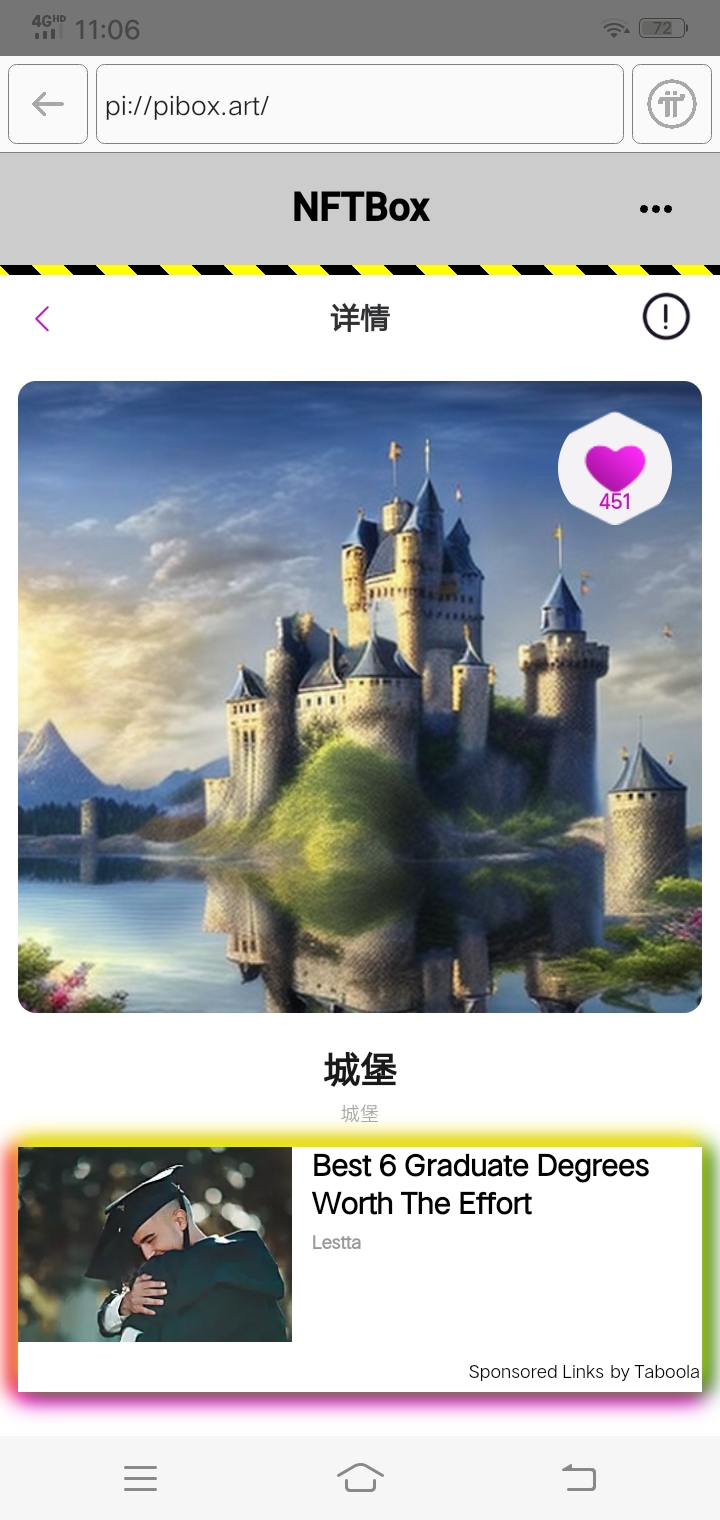 4G HD 11:06 72
pi://pibox.art/
NFTBox
详情
451
城堡
城堡
Best 6 Graduate Degrees
Worth The Effort
Lestta
Sponsored Links by Taboola